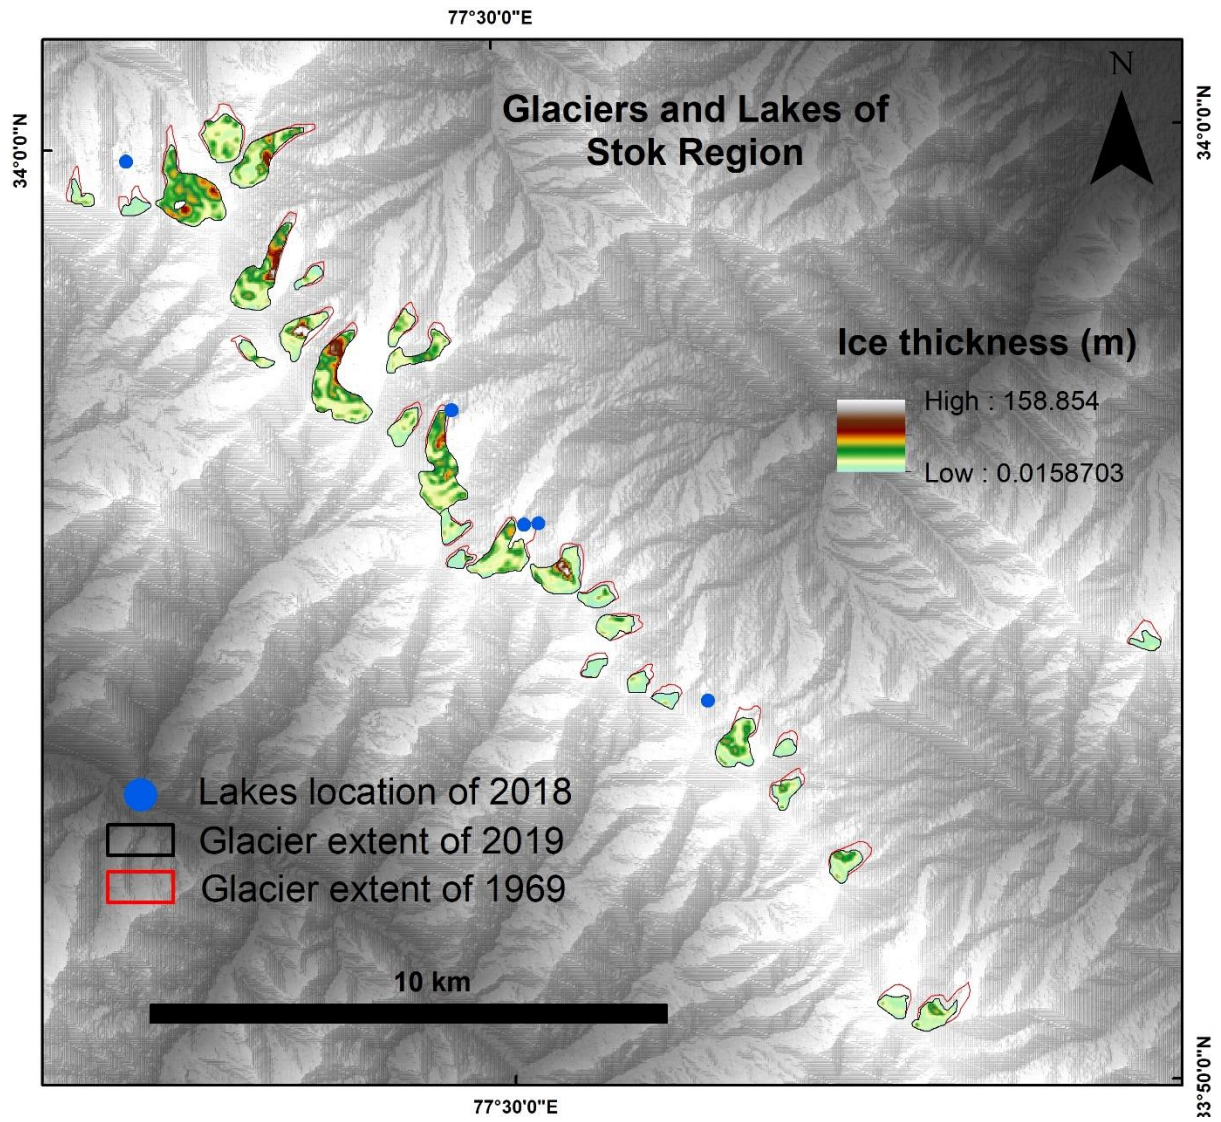 77°30'0"E
N
Glaciers and Lakes of
Stok Region
34°0'0"N
34°0'0"N
Ice thickness (m)
High : 158.854
Low : 0.0158703
Lakes location of 2018
Glacier extent of 2019
Glacier extent of 1969
10 km
33°50'0"N
77°30'0"E